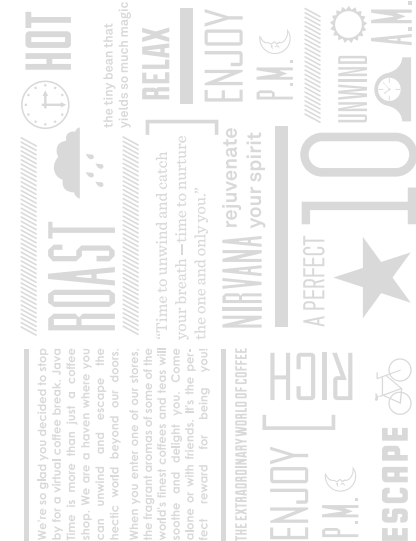 HOT
the tiny bean that
yields so much magic
RELAX
ENJOY
P.M.
UNWIND
A.M.
ROAST
"Time to unwind and catch
your breath—time to nurture
the one and only you."
NIRVANA
rejuvenate
your spirit
A PERFECT
10
We're so glad you decided to stop
by for a virtual coffee break. Java
Time is more than just a coffee
shop. We are a haven where you
can unwind and escape the
hectic world beyond our doors.
When you enter one of our stores,
the fragrant aromas of some of the
world's finest coffees and teas will
soothe and delight you. Come
alone or with friends. It's the per-
fect reward for being you!
THE EXTRAORDINARY WORLD OF COFFEE
ENJOY
RICH
P.M.
ESCAPE